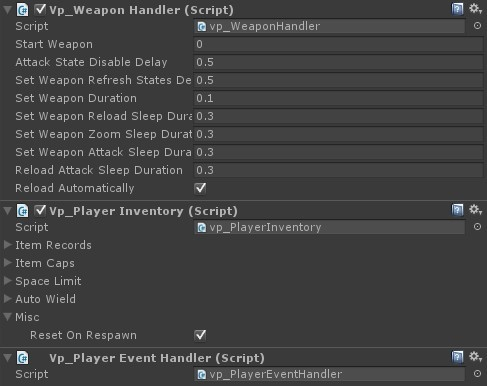 Vp_Weapon Handler (Script)
Script vp_WeaponHandler
Start Weapon 0
Attack State Disable Delay 0.5
Set Weapon Refresh States De 0.5
Set Weapon Duration 0.1
Set Weapon Reload Sleep Dura 0.3
Set Weapon Zoom Sleep Durat 0.3
Set Weapon Attack Sleep Dura 0.3
Reload Attack Sleep Duration 0.3
Reload Automatically
Vp_Player Inventory (Script)
Script vp_PlayerInventory
Item Records
Item Caps
Space Limit
Auto Wield
Misc
Reset On Respawn
Vp_Player Event Handler (Script)
Script vp_PlayerEventHandler